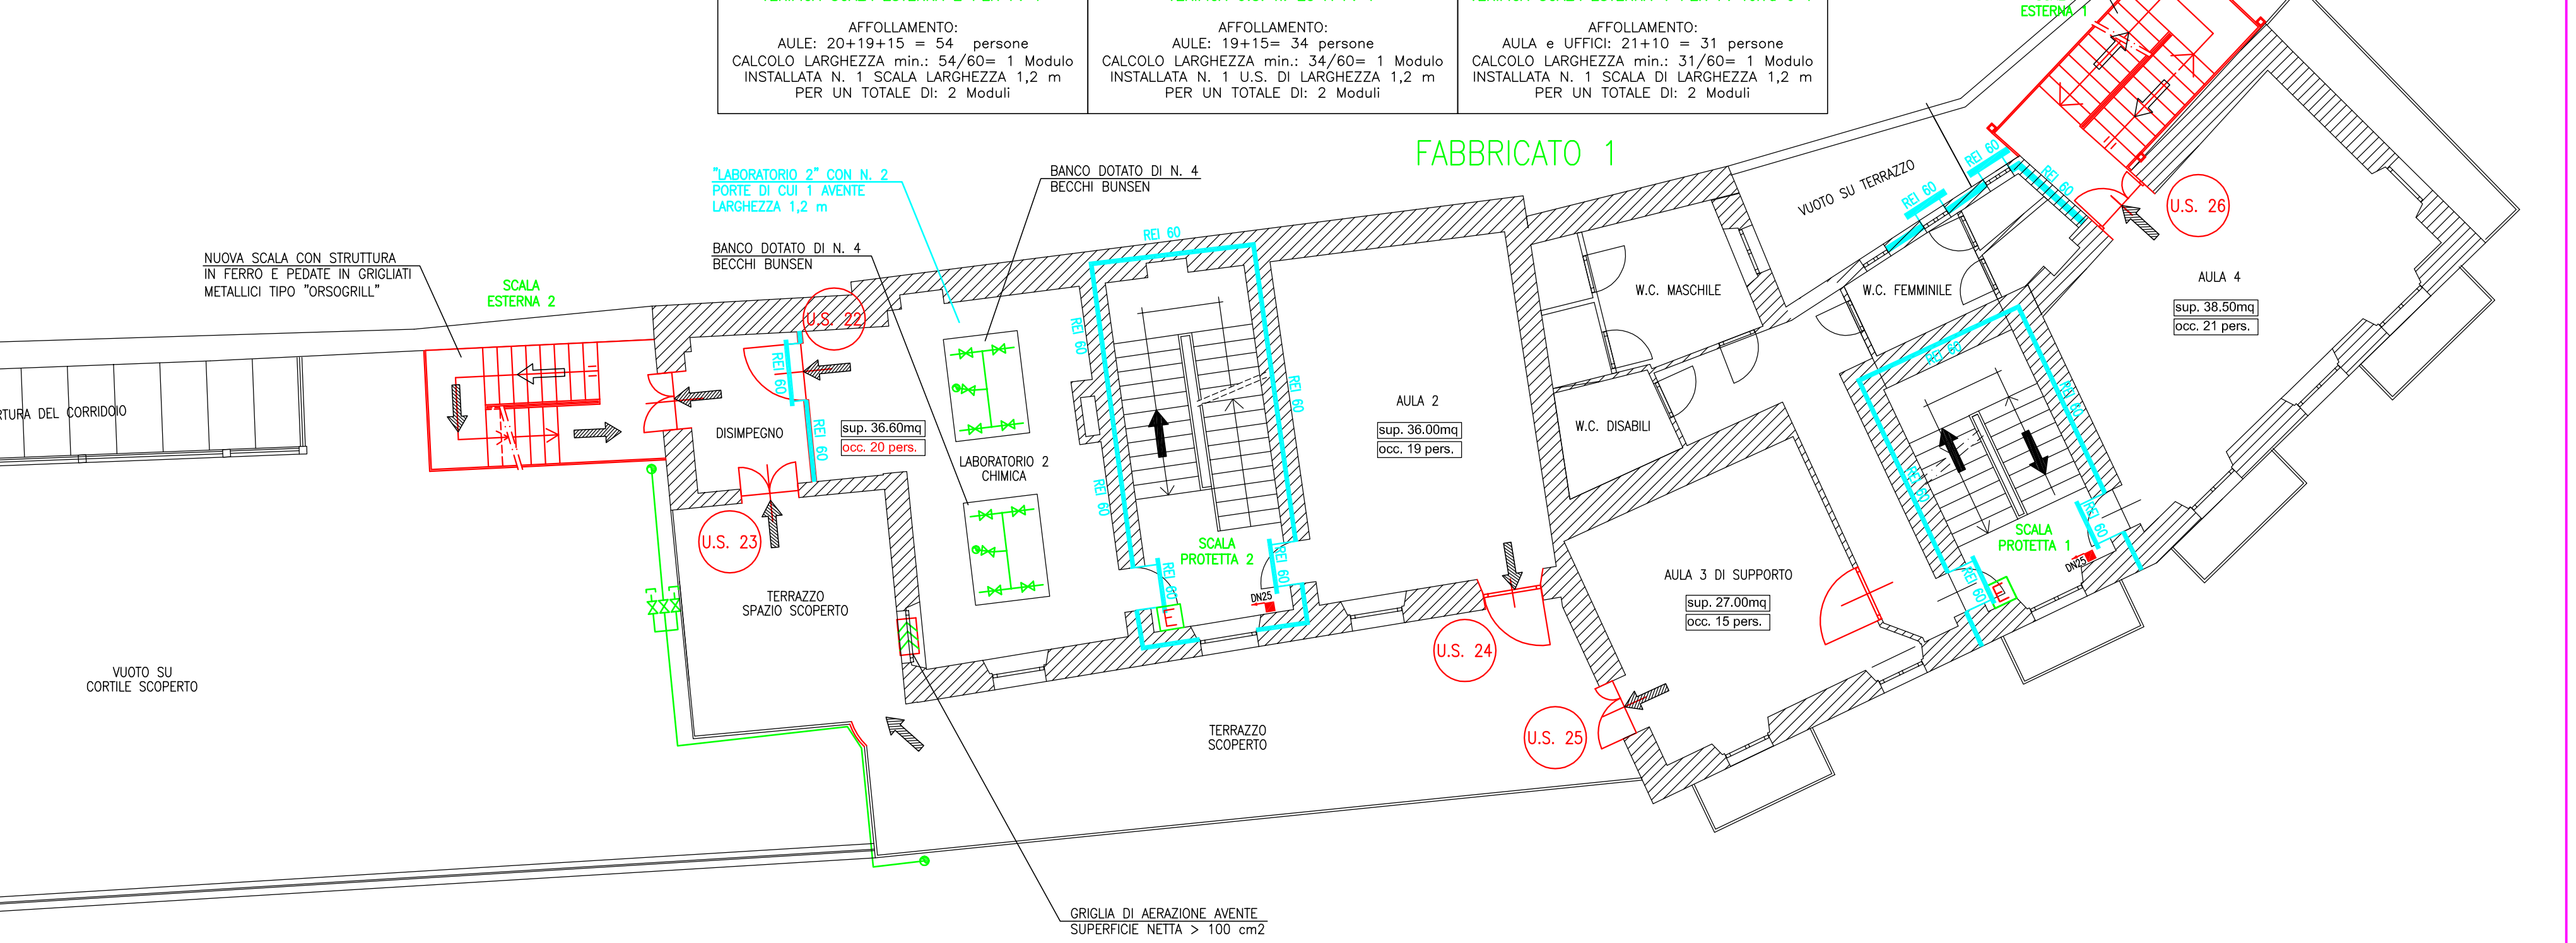 AFFOLLAMENTO:
AULE: 20+19+15 = 54 persone
CALCOLO LARGHEZZA min.: 54/60= 1 Modulo
INSTALLATA N. 1 SCALA LARGHEZZA 1,2 m
PER UN TOTALE DI: 2 Moduli
AFFOLLAMENTO:
AULE: 19+15= 34 persone
CALCOLO LARGHEZZA min.: 34/60= 1 Modulo
INSTALLATA N. 1 U.S. DI LARGHEZZA 1,2 m
PER UN TOTALE DI: 2 Moduli
AFFOLLAMENTO:
AULA e UFFICI: 21+10 = 31 persone
CALCOLO LARGHEZZA min.: 31/60= 1 Modulo
INSTALLATA N. 1 SCALA DI LARGHEZZA 1,2 m
PER UN TOTALE DI: 2 Moduli
ESTERNA 1
FABBRICATO 1
"LABORATORIO 2" CON N. 2
PORTE DI CUI 1 AVENTE
LARGHEZZA 1,2 m
BANCO DOTATO DI N. 4
BECCHI BUNSEN
BANCO DOTATO DI N. 4
BECCHI BUNSEN
NUOVA SCALA CON STRUTTURA
IN FERRO E PEDATE IN GRIGLIATI
METALLICI TIPO "ORSOGRILL"
SCALA
ESTERNA 2
U.S. 22
REI 60
REI 60
REI 60
REI 60
REI 60
REI 60
REI 60
REI 60
DISIMPEGNO
sup. 36.60mq
occ. 20 pers.
LABORATORIO 2
CHIMICA
U.S. 23
TERRAZZO
SPAZIO SCOPERTO
VUOTO SU
CORTILE SCOPERTO
DEL CORRIDOIO
SCALA
PROTETTA 2
DN25
E
AULA 2
sup. 36.00mq
occ. 19 pers.
U.S. 24
U.S. 25
TERRAZZO
SCOPERTO
W.C. MASCHILE
W.C. DISABILI
VUOTO SU TERRAZZO
REI 60
REI 60
REI 60
W.C. FEMMINILE
U.S. 26
AULA 4
sup. 38.50mq
occ. 21 pers.
AULA 3 DI SUPPORTO
sup. 27.00mq
occ. 15 pers.
REI 60
REI 60
REI 60
REI 60
REI 60
SCALA
PROTETTA 1
DN25
E
GRIGLIA DI AERAZIONE AVENTE
SUPERFICIE NETTA > 100 cm2